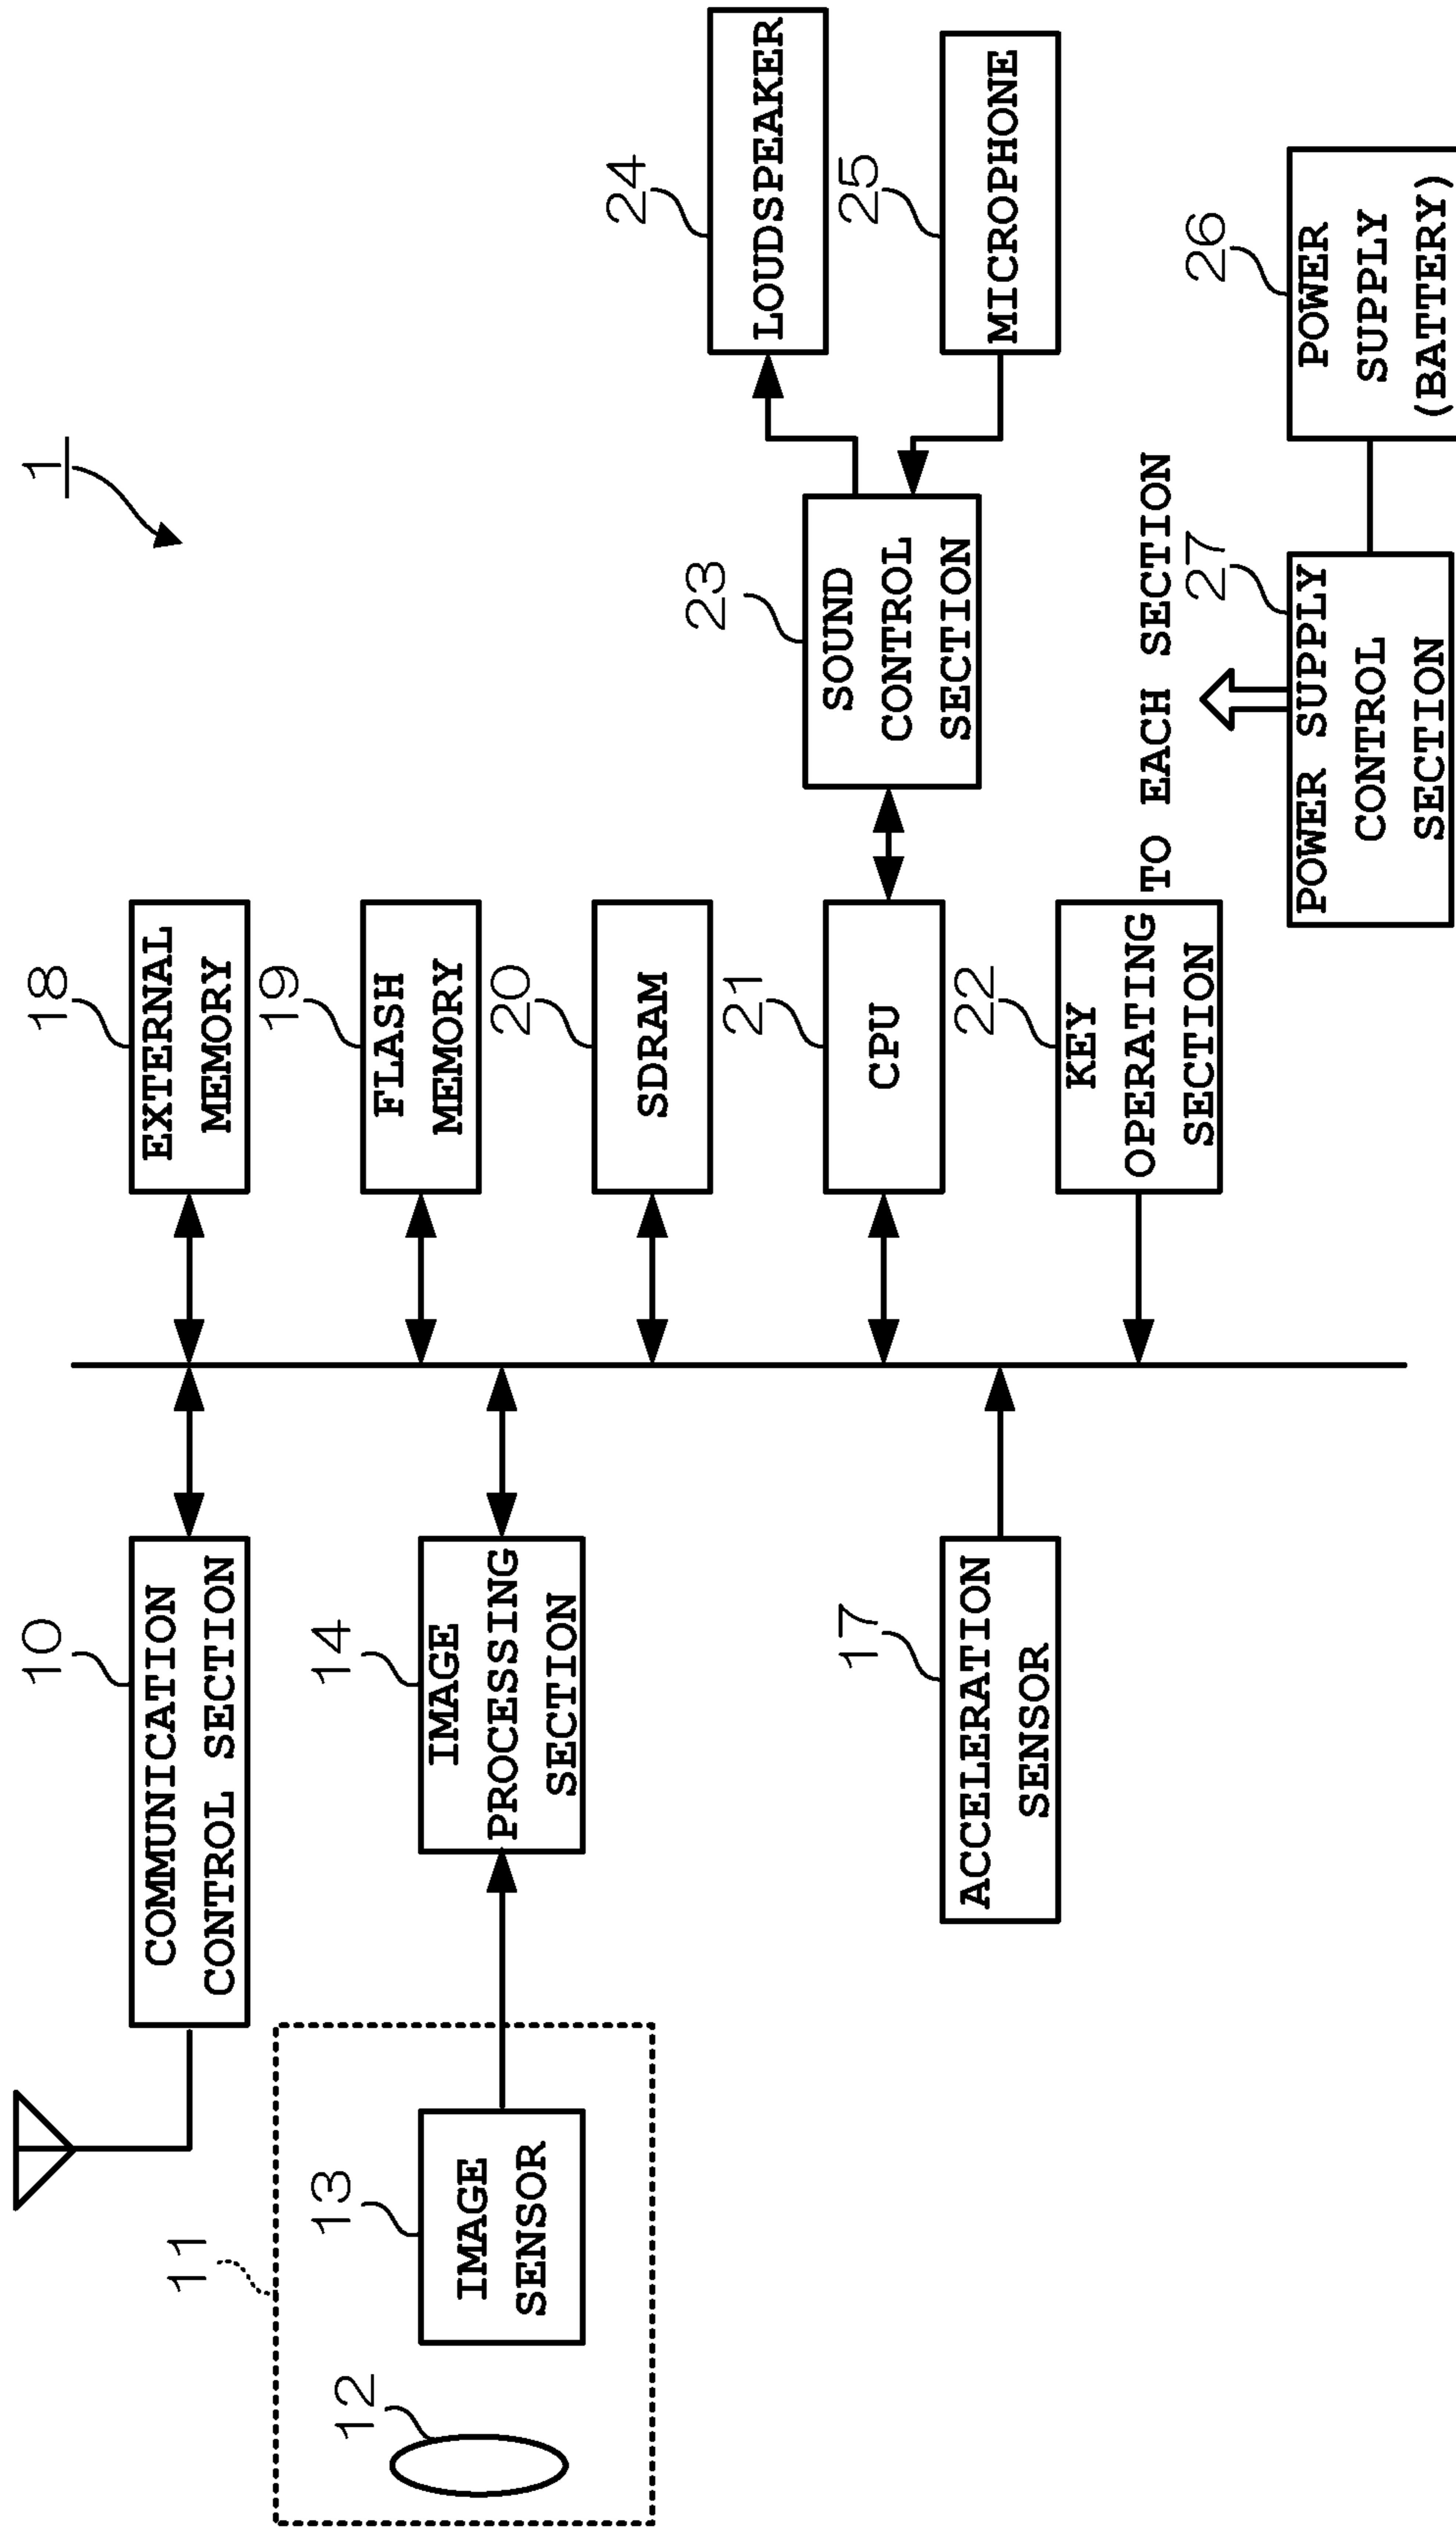 1
10
COMMUNICATION
CONTROL SECTION
11
12
13
IMAGE
SENSOR
14
IMAGE
PROCESSING
SECTION
17
ACCELERATION
SENSOR
18
EXTERNAL
MEMORY
19
FLASH
MEMORY
20
SDRAM
21
CPU
22
KEY
OPERATING
SECTION
23
SOUND
CONTROL
SECTION
24
LOUDSPEAKER
25
MICROPHONE
TO EACH SECTION
27
POWER SUPPLY
CONTROL
SECTION
26
POWER
SUPPLY
(BATTERY)